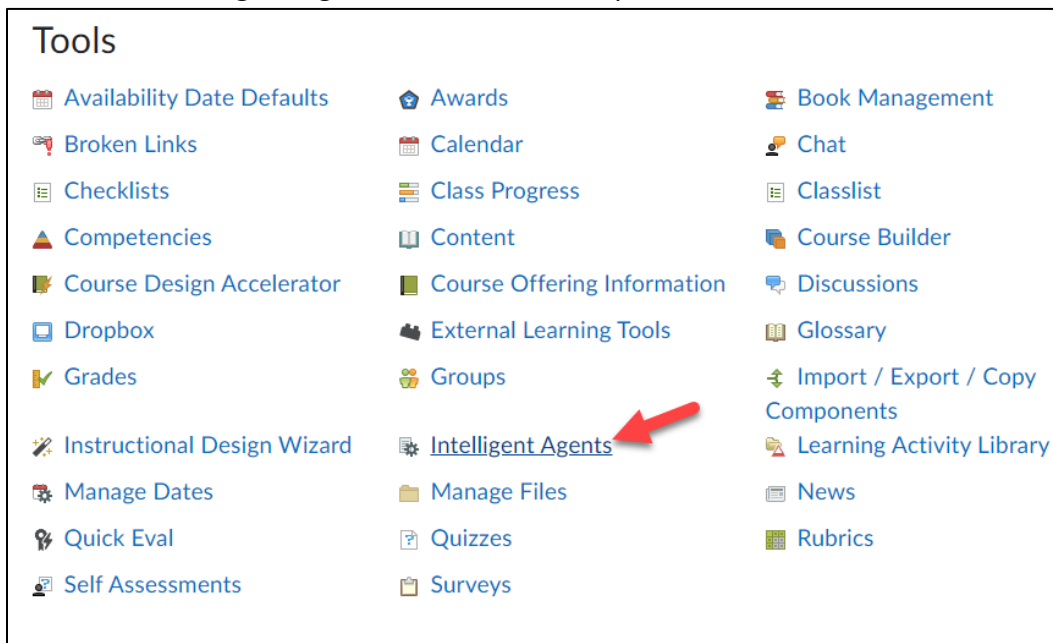 Tools
Availability Date Defaults Awards Book Management
Broken Links Calendar Chat
Checklists Class Progress Classlist
Competencies Content Course Builder
Course Design Accelerator Course Offering Information Discussions
Dropbox External Learning Tools Glossary
Grades Groups Import / Export / Copy
Components
Instructional Design Wizard Intelligent Agents Learning Activity Library
Manage Dates Manage Files News
Quick Eval Quizzes Rubrics
Self Assessments Surveys